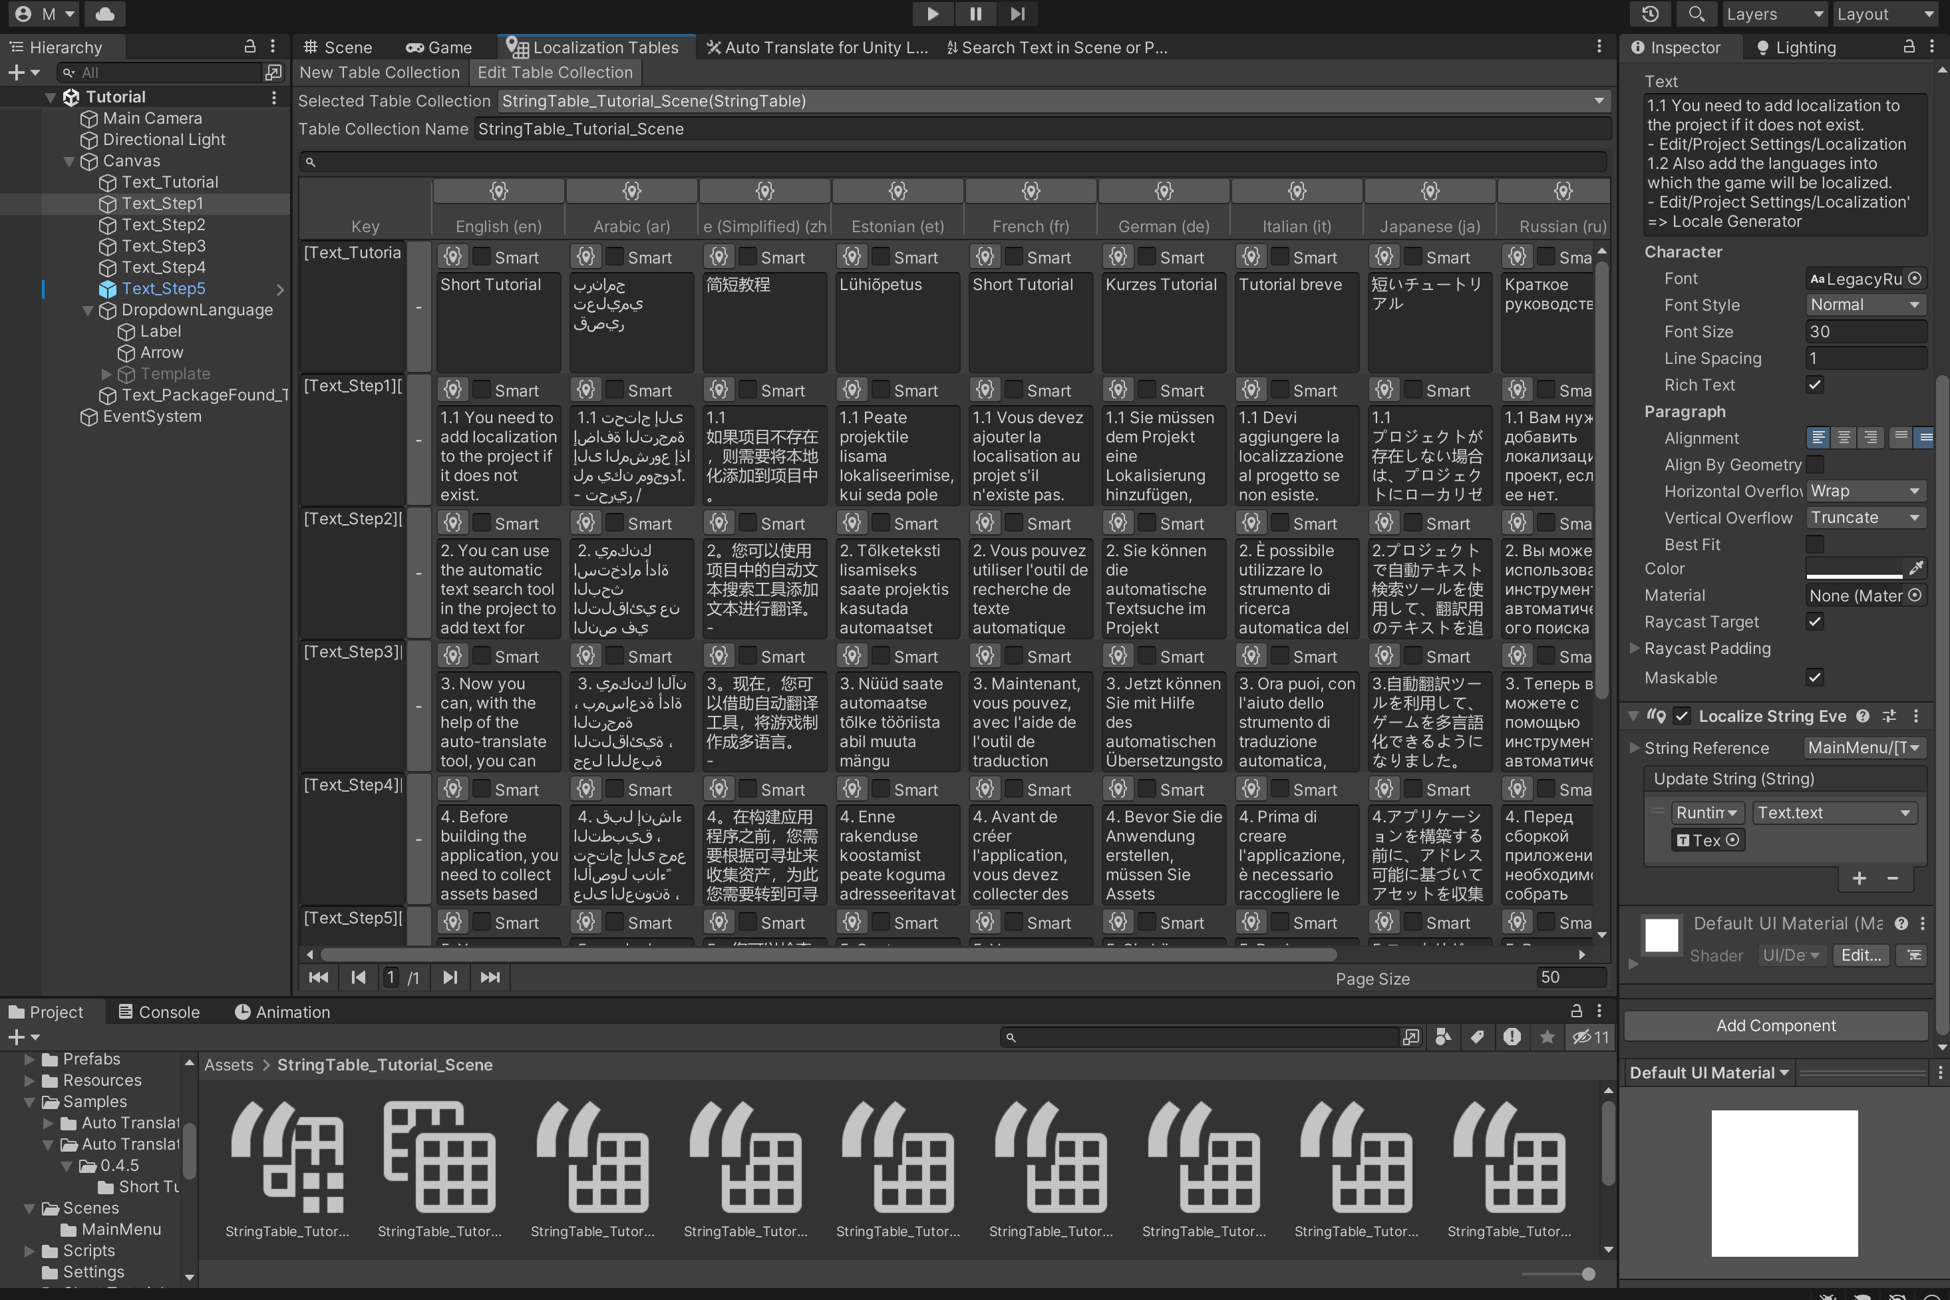 M
Layers
Layout
Hierarchy
All
Tutorial
Main Camera
Directional Light
Canvas
Text_Tutorial
Text_Step1
Text_Step2
Text_Step3
Text_Step4
Text_Step5
DropdownLanguage
Label
Arrow
Template
Text_PackageFound_T
EventSystem
Scene
Game
Localization Tables
Auto Translate for Unity L...
Search Text in Scene or P...
New Table Collection
Edit Table Collection
Selected Table Collection
StringTable_Tutorial_Scene(StringTable)
Table Collection Name
StringTable_Tutorial_Scene
Key
English (en)
Arabic (ar)
e (Simplified) (zh
Estonian (et)
French (fr)
German (de)
Italian (it)
Japanese (ja)
Russian (ru)
[Text_Tutoria
-
Smart
Short Tutorial
Smart
جمانرب
يميلعت
ريصق
Smart
简短教程
Smart
Lühiõpetus
Smart
Short Tutorial
Smart
Kurzes Tutorial
Smart
Tutorial breve
Smart
短いチュートリ
アル
Sma
Краткое
руководств
[Text_Step1][
-
Smart
1.1 You need to
add localization
to the project if
it does not
exist.
Smart
1.1 ىلإ جاتحت
ةمجرتلا ةفاضإ
اذإ عورشملا ىلإ
.اًدوجوم نكي مل
- ريرحت /
Smart
1.1
如果项目不存在
，则需要将本地
化添加到项目中
。
Smart
1.1 Peate
projektile
lisama
lokaliseerimise,
kui seda pole
Smart
1.1 Vous devez
ajouter la
localisation au
projet s'il
n'existe pas.
Smart
1.1 Sie müssen
dem Projekt
eine
Lokalisierung
hinzufügen,
Smart
1.1 Devi
aggiungere la
localizzazione
al progetto se
non esiste.
Smart
1.1
プロジェクトが
存在しない場合
は、プロジェク
トにローカリゼ
Sma
1.1 Вам нуж
добавить
локализаци
проект, есл
ее нет.
[Text_Step2][
-
Smart
2. You can use
the automatic
text search tool
in the project to
add text for
Smart
2. كنكمي
ةادأ مادختسا
ثحبلا
نع يئاقلتلا
يف صنلا
Smart
2。您可以使用
项目中的自动文
本搜索工具添加
文本进行翻译。
-
Smart
2. Tõlketeksti
lisamiseks
saate projektis
kasutada
automaatset
Smart
2. Vous pouvez
utiliser l'outil de
recherche de
texte
automatique
Smart
2. Sie können
die
automatische
Textsuche im
Projekt
Smart
2. È possibile
utilizzare lo
strumento di
ricerca
automatica del
Smart
2.プロジェクト
で自動テキスト
検索ツールを使
用して、翻訳用
のテキストを追
Sma
2. Вы може
использова
инструмент
автоматиче
ого поиска
[Text_Step3][
-
Smart
3. Now you
can, with the
help of the
auto-translate
tool, you can
Smart
3. كنكمي نآلا
، ةادأ ةدعاسمب
ةمجرتلا
، ةيئاقلتلا
ةبعللا لعج
Smart
3。现在，您可
以借助自动翻译
工具，将游戏制
作成多语言。
-
Smart
3. Nüüd saate
automaatse
tõlke tööriista
abil muuta
mängu
Smart
3. Maintenant,
vous pouvez,
avec l'aide de
l'outil de
traduction
Smart
3. Jetzt können
Sie mit Hilfe
des
automatischen
Übersetzungsto
Smart
3. Ora puoi, con
l'aiuto dello
strumento di
traduzione
automatica,
Smart
3.自動翻訳ツー
ルを利用して、
ゲームを多言語
化できるように
なりました。
Sma
3. Теперь в
можете с
помощью
инструмент
автоматиче
[Text_Step4][
-
Smart
4. Before
building the
application, you
need to collect
assets based
Smart
4. ءاشنإ لبق
، قيبطتلا
عمج ىلإ جاتحت
ًءانب لوصألا
، ةنونعلا ىلع
Smart
4。在构建应用
程序之前，您需
要根据可寻址来
收集资产，为此
您需要转到可寻
Smart
4. Enne
rakenduse
koostamist
peate koguma
adresseeritavat
Smart
4. Avant de
créer
l'application,
vous devez
collecter des
Smart
4. Bevor Sie die
Anwendung
erstellen,
müssen Sie
Assets
Smart
4. Prima di
creare
l'applicazione,
è necessario
raccogliere le
Smart
4.アプリケーシ
ョンを構築する
前に、アドレス
可能に基づいて
アセットを収集
Sma
4. Перед
сборкой
приложени
необходим
собрать
[Text_Step5][
Smart
Smart
Smart
Smart
Smart
Smart
Smart
Smart
Sma
1 /1
Page Size
50
Inspector
Lighting
Text
1.1 You need to add localization to
the project if it does not exist.
- Edit/Project Settings/Localization
1.2 Also add the languages into
which the game will be localized.
- Edit/Project Settings/Localization'
=> Locale Generator
Character
Font
Aa LegacyRu
Font Style
Normal
Font Size
30
Line Spacing
1
Rich Text
Paragraph
Alignment
Align By Geometry
Horizontal Overflo
Wrap
Vertical Overflow
Truncate
Best Fit
Color
Material
None (Mater
Raycast Target
Raycast Padding
Maskable
Localize String Eve
String Reference
MainMenu/[T
Update String (String)
Runtin
Text.text
Tex
Default UI Material (Ma
Shader
UI/De
Edit...
Add Component
Default UI Material
Project
Console
Animation
11
Prefabs
Resources
Samples
Auto Translat
Auto Translat
0.4.5
Short Tu
Scenes
MainMenu
Scripts
Settings
Assets > StringTable_Tutorial_Scene
StringTable_Tutor...
StringTable_Tutor...
StringTable_Tutor...
StringTable_Tutor...
StringTable_Tutor...
StringTable_Tutor...
StringTable_Tutor...
StringTable_Tutor...
StringTable_Tutor...